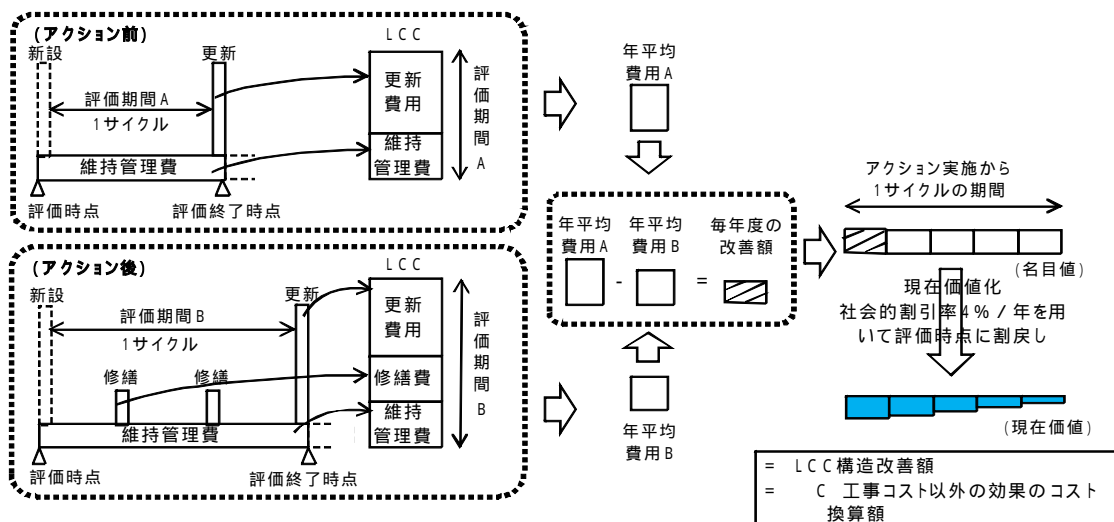 (アクション前)
新設
更新
LCC
評価期間A
1サイクル
更新
費用
維持
管理費
評価期間A
維持管理費
評価時点
評価終了時点
年平均
費用A
(アクション後)
新設
更新
LCC
評価期間B
1サイクル
更新
費用
修繕
修繕
修繕費
維持
管理費
評価期間B
維持管理費
評価時点
評価終了時点
年平均
費用A
-
年平均
費用B
=
毎年度の
改善額
年平均
費用B
アクション実施から
1サイクルの期間
(名目値)
現在価値化
社会的割引率4%/年を用
いて評価時点に割戻し
(現在価値)
= LCC構造改善額
= C 工事コスト以外の効果のコスト
換算額